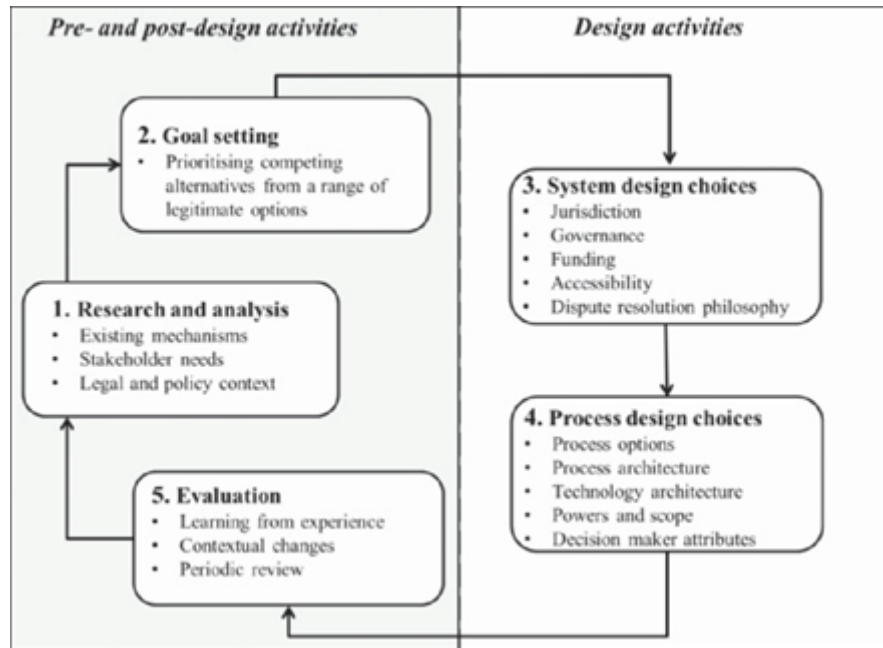 Pre- and post-design activities
Design activities
2. Goal setting
• Prioritising competing
alternatives from a range of
legitimate options
1. Research and analysis
• Existing mechanisms
• Stakeholder needs
• Legal and policy context
5. Evaluation
• Learning from experience
• Contextual changes
• Periodic review
3. System design choices
• Jurisdiction
• Governance
• Funding
• Accessibility
• Dispute resolution philosophy
4. Process design choices
• Process options
• Process architecture
• Technology architecture
• Powers and scope
• Decision maker attributes